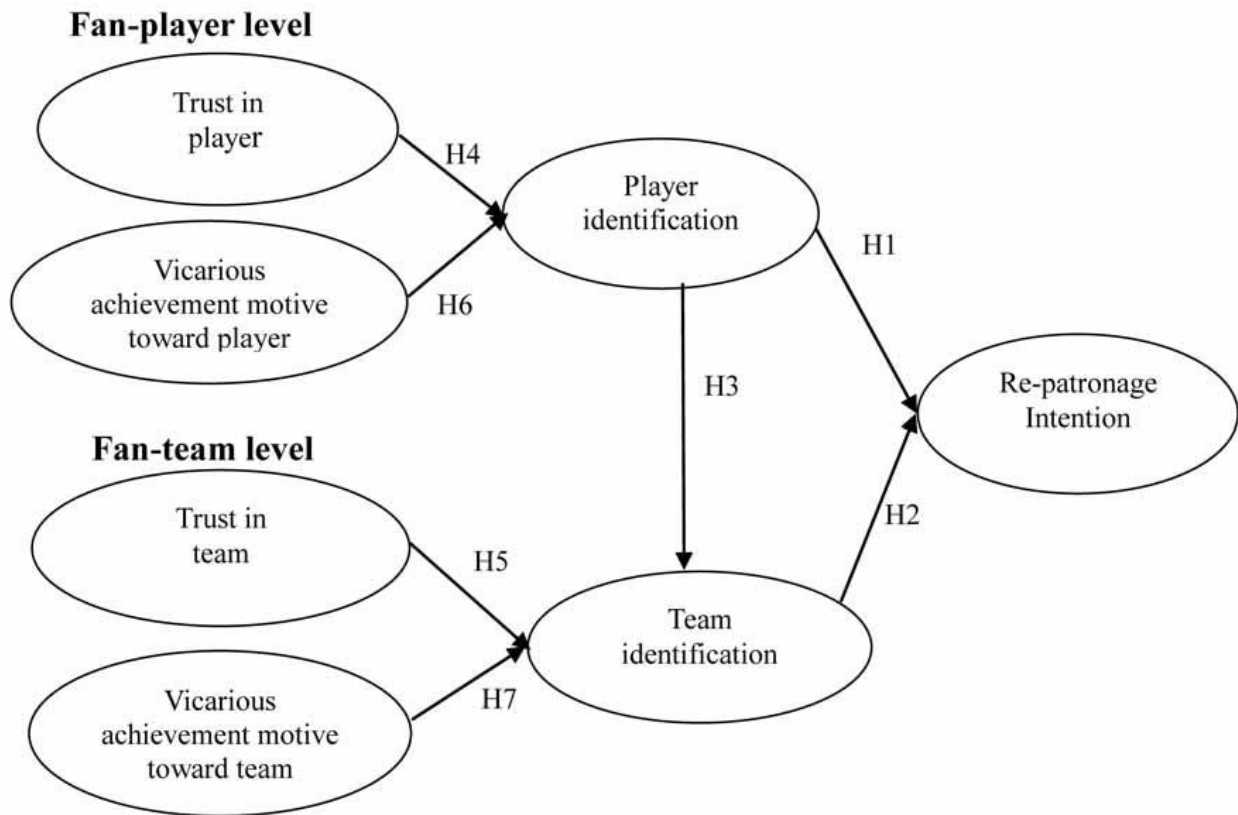 Fan-player level
Trust in
player
H4
Player
identification
H1
Vicarious
achievement motive
toward player
H6
H3
Re-patronage
Intention
Fan-team level
Trust in
team
H5
H2
Team
identification
Vicarious
achievement motive
toward team
H7